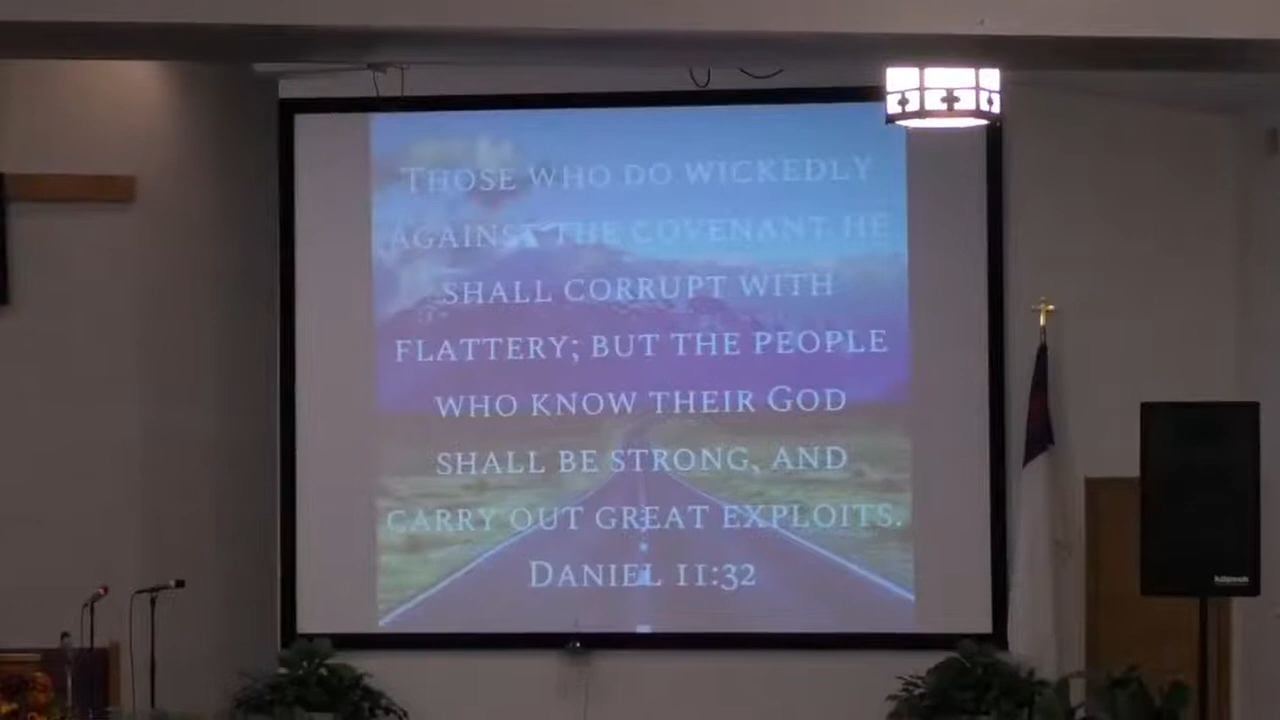 Those who do wickedly
against the covenant he
shall corrupt with
flattery; but the people
who know their God
shall be strong, and
carry out great exploits.
Daniel 11:32